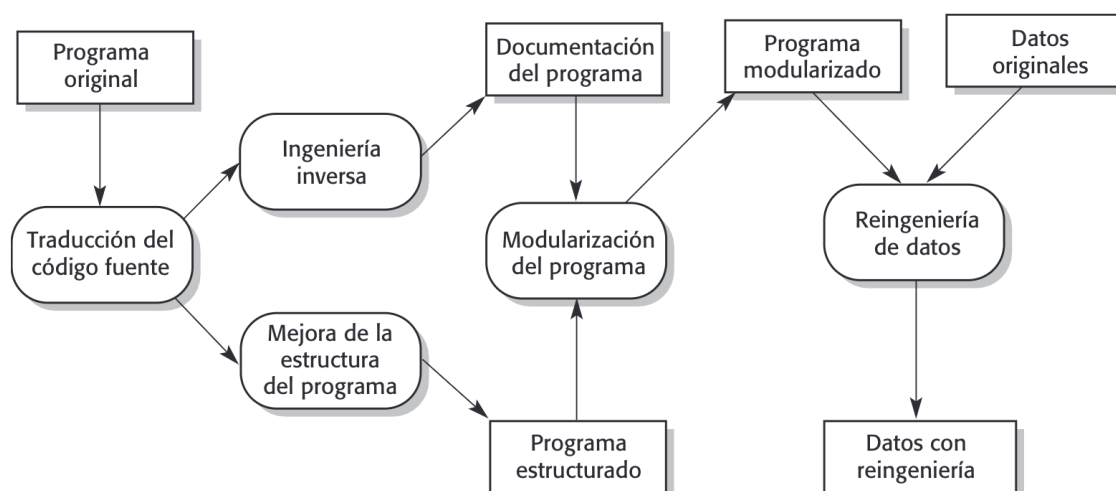 Programa
original
Documentación
del programa
Programa
modularizado
Datos
originales
Ingeniería
inversa
Traducción del
código fuente
Modularización
del programa
Reingeniería
de datos
Mejora de la
estructura
del programa
Programa
estructurado
Datos con
reingeniería